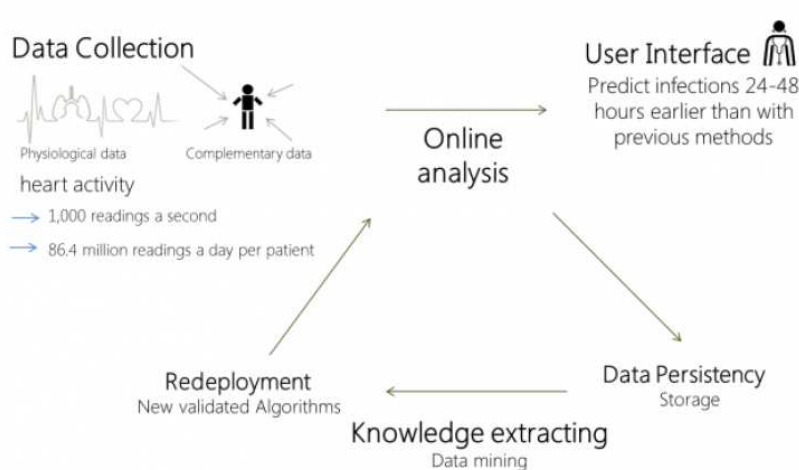 Data Collection
Physiological data
Complementary data
heart activity
1,000 readings a second
86.4 million readings a day per patient
Online
analysis
User Interface
Predict infections 24-48
hours earlier than with
previous methods
Data Persistency
Storage
Knowledge extracting
Data mining
Redeployment
New validated Algorithms